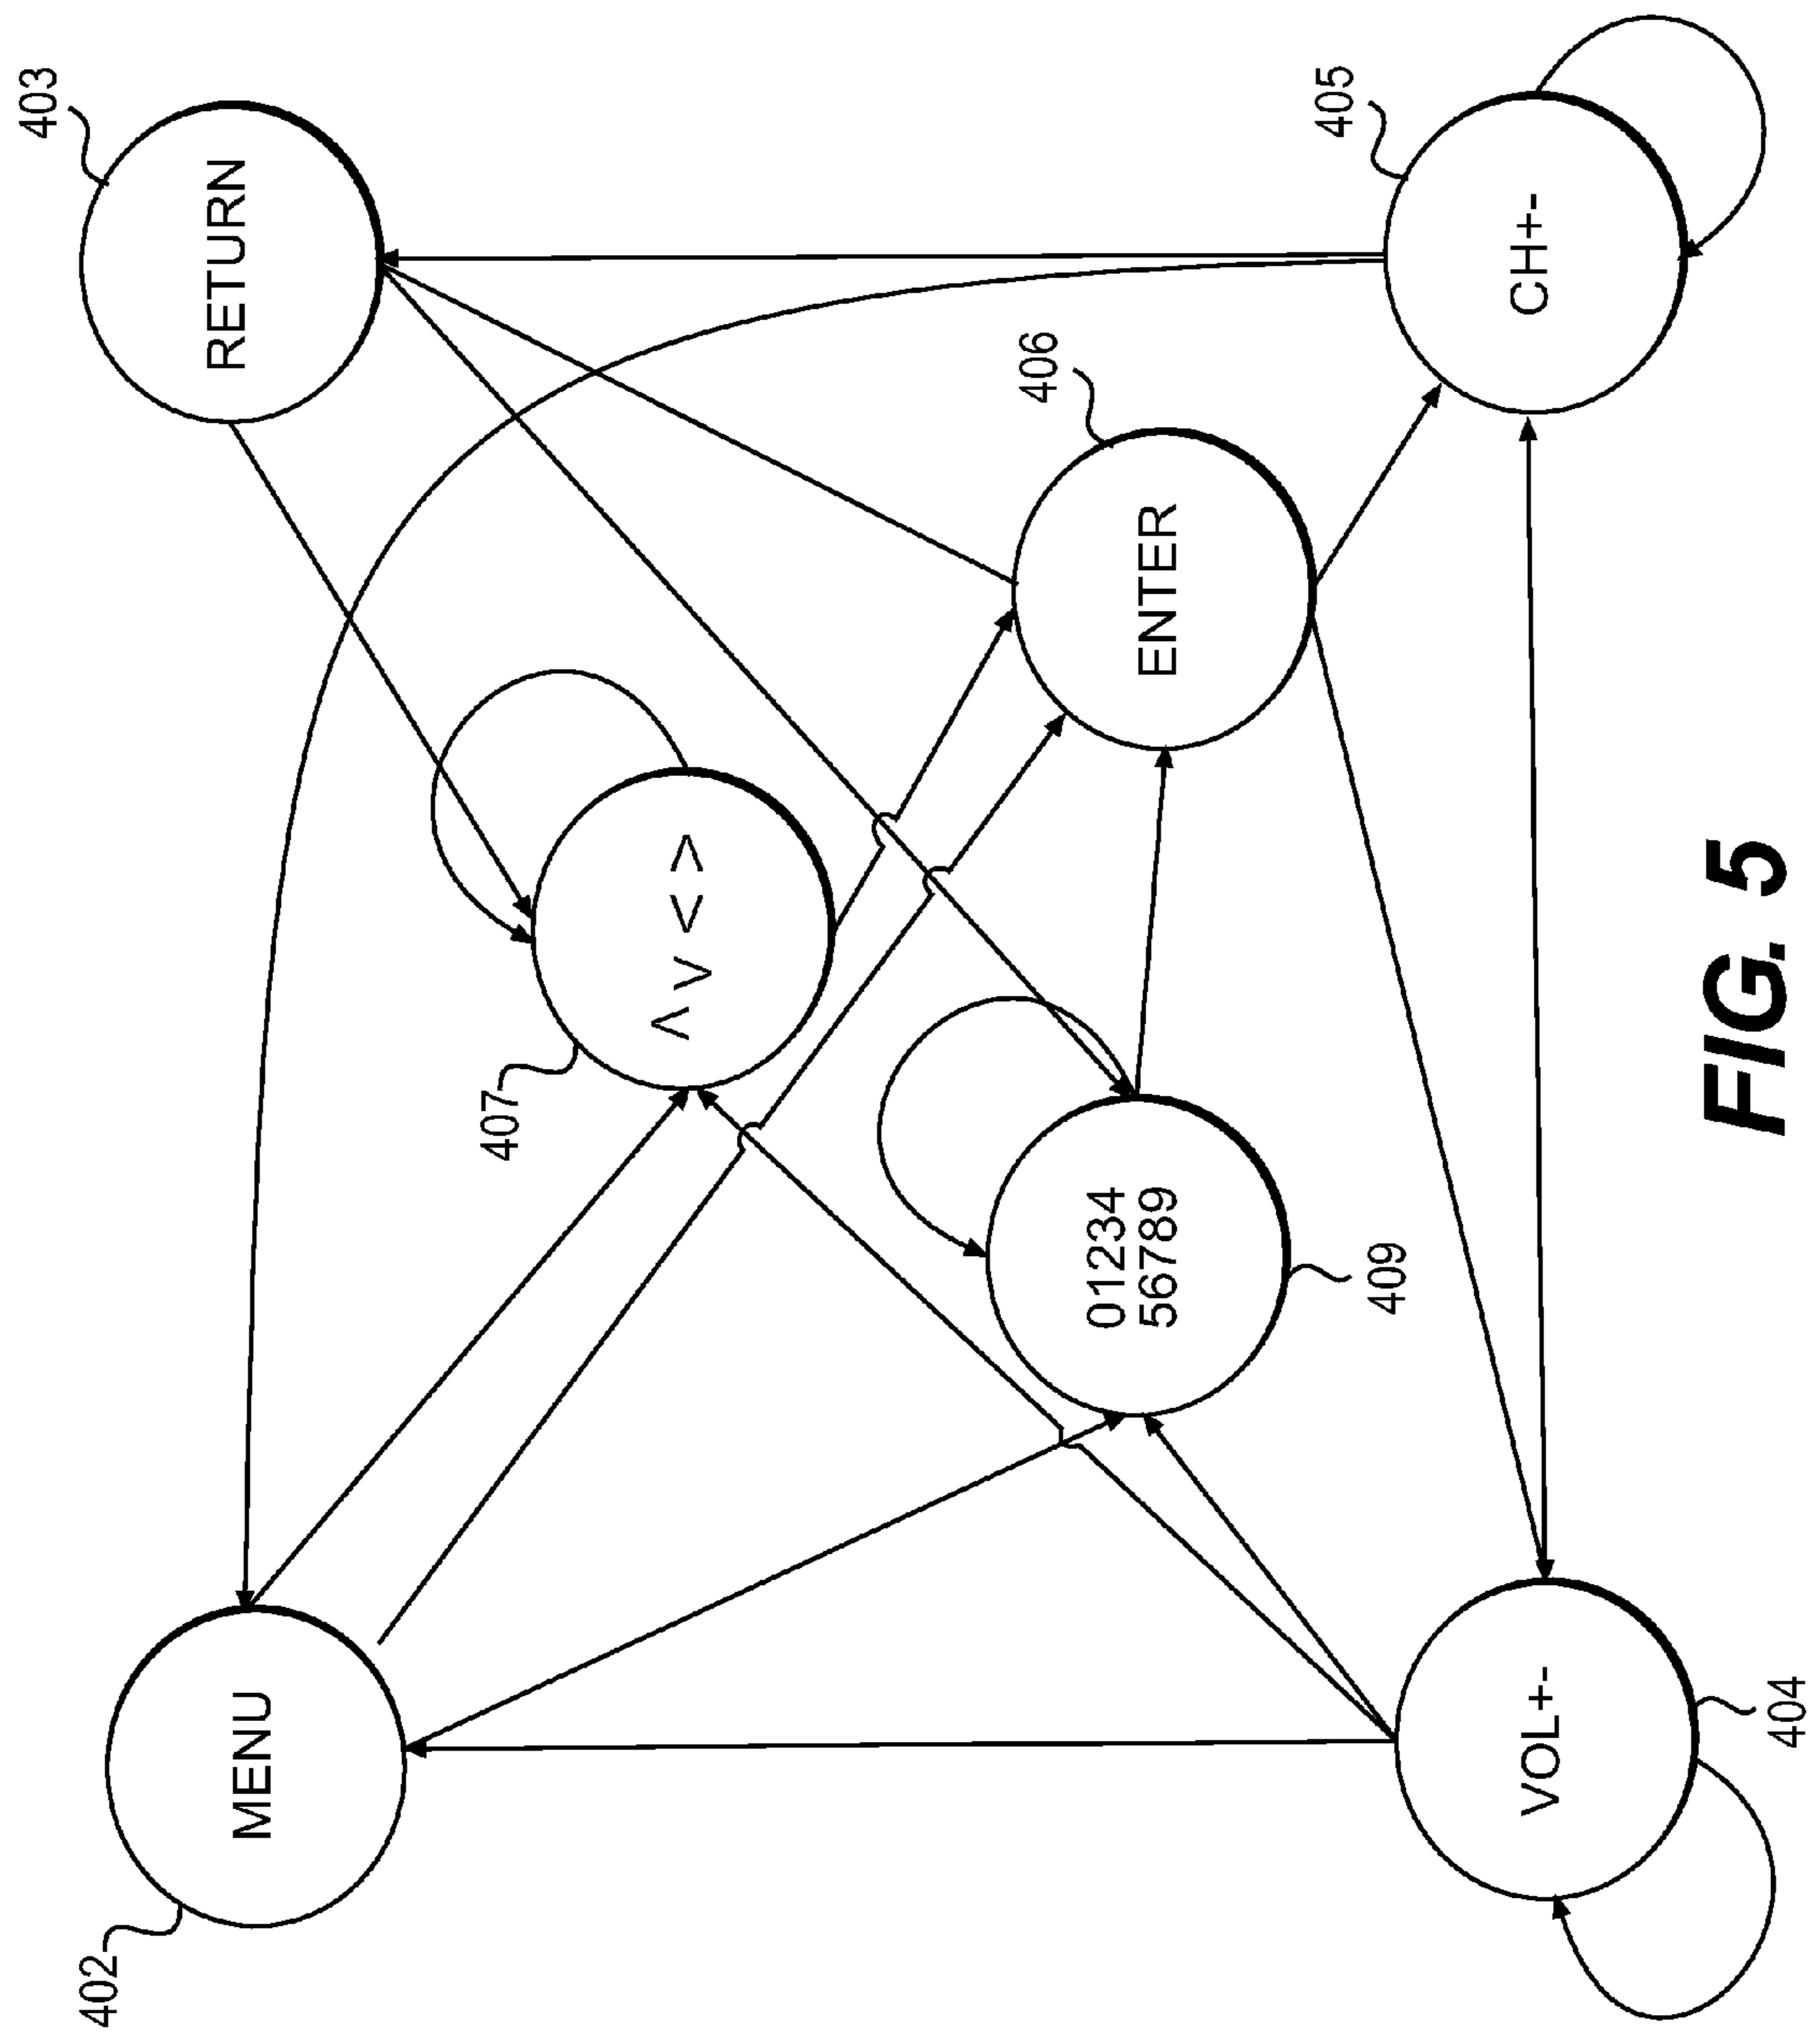 402
MENU
403
RETURN
407
^ v < >
406
ENTER
01234
56789
409
405
CH+-
VOL+-
404
FIG. 5